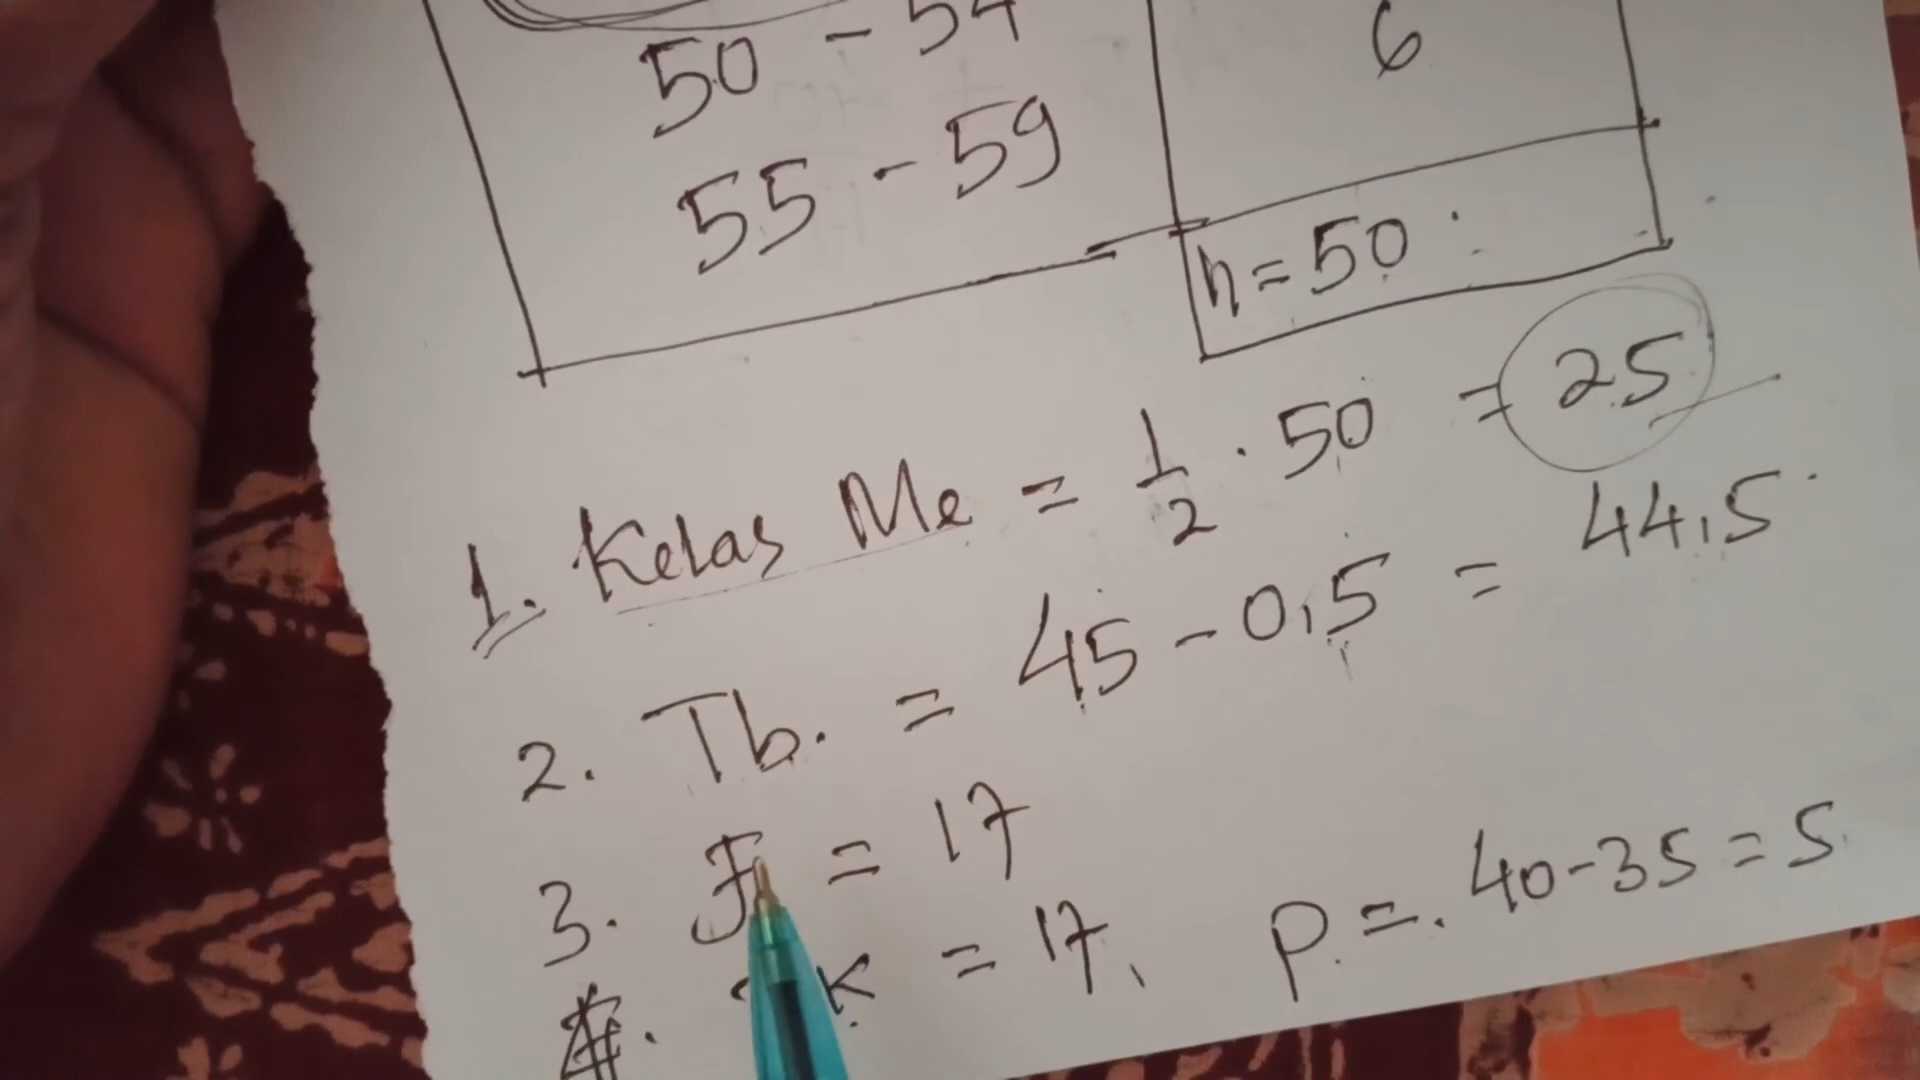 50 - 54
6
55 - 59
n = 50
1. Kelas Me = 1/2 . 50 = 25
2. Tb. = 45 - 0,5 = 44,5
3. F = 17
4. K = 17, P = 40-35 = 5